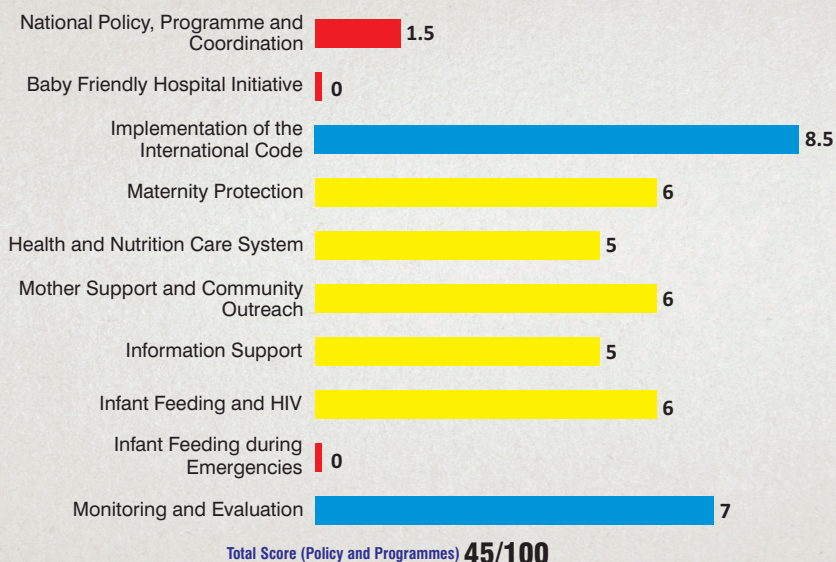 National Policy, Programme and
Coordination
1.5
Baby Friendly Hospital Initiative
0
Implementation of the
International Code
8.5
Maternity Protection
6
Health and Nutrition Care System
5
Mother Support and Community
Outreach
6
Information Support
5
Infant Feeding and HIV
6
Infant Feeding during
Emergencies
0
Monitoring and Evaluation
7
Total Score (Policy and Programmes) 45/100